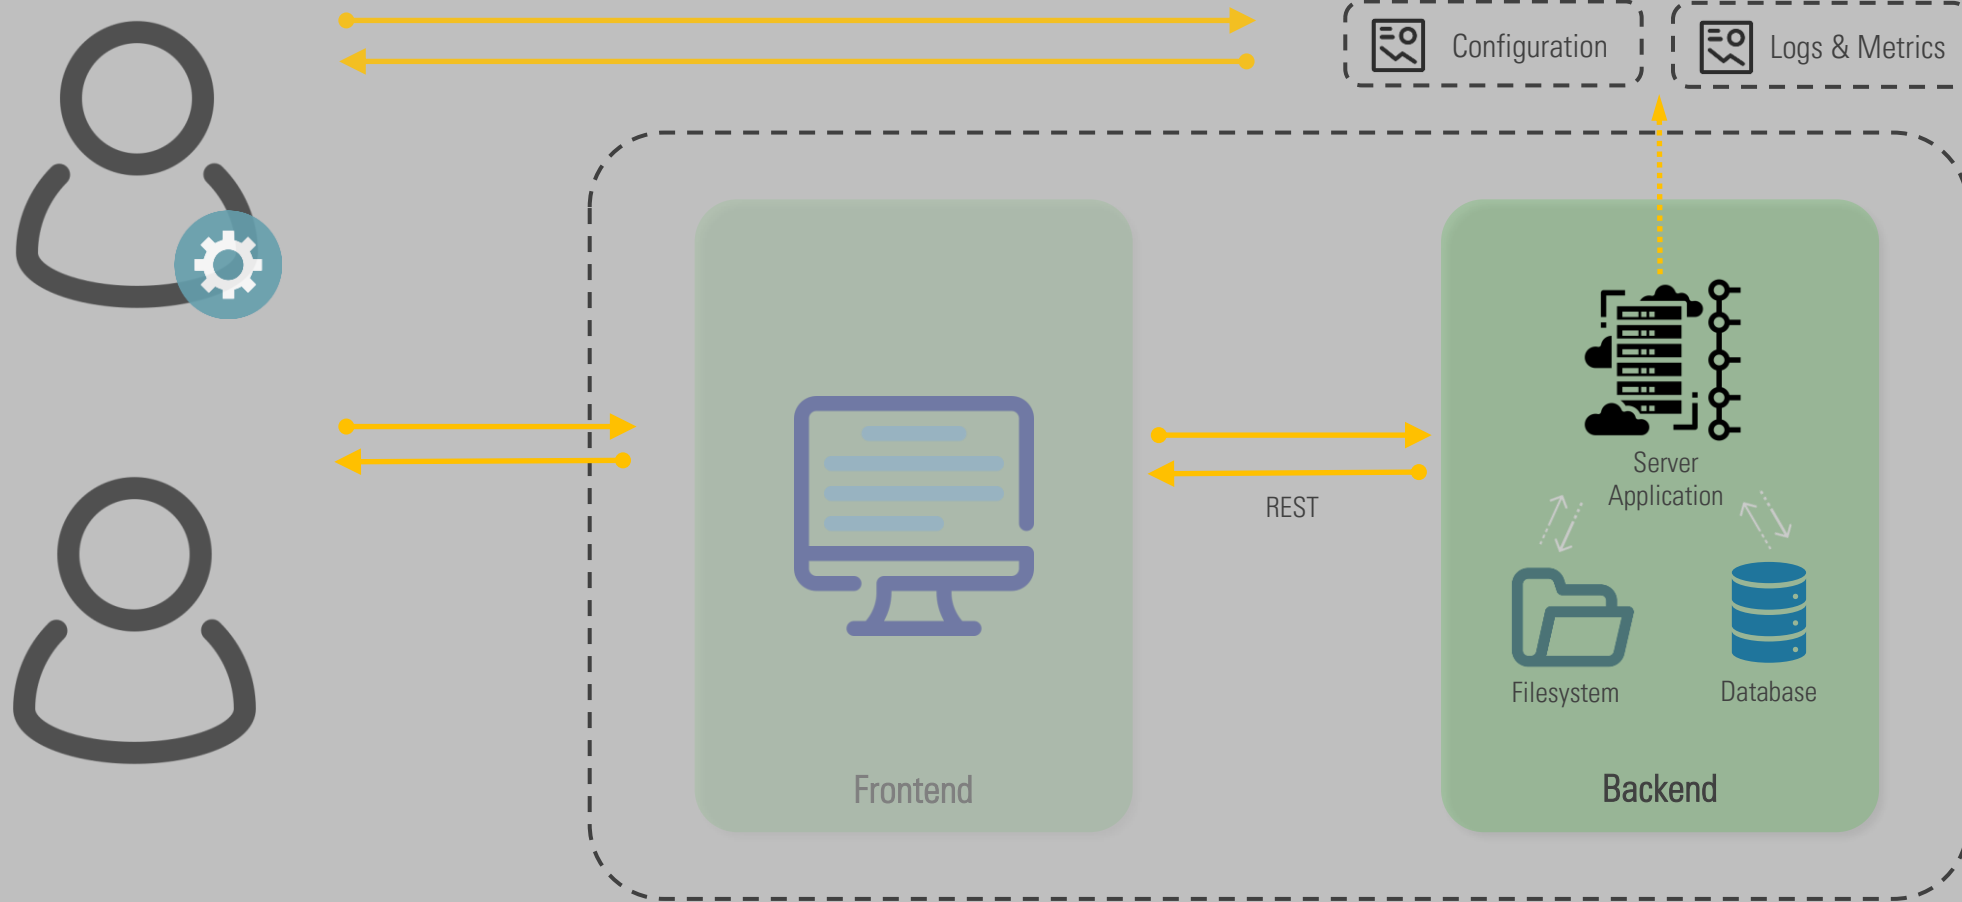 Configuration
Logs & Metrics
REST
Server
Application
Filesystem
Database
Frontend
Backend